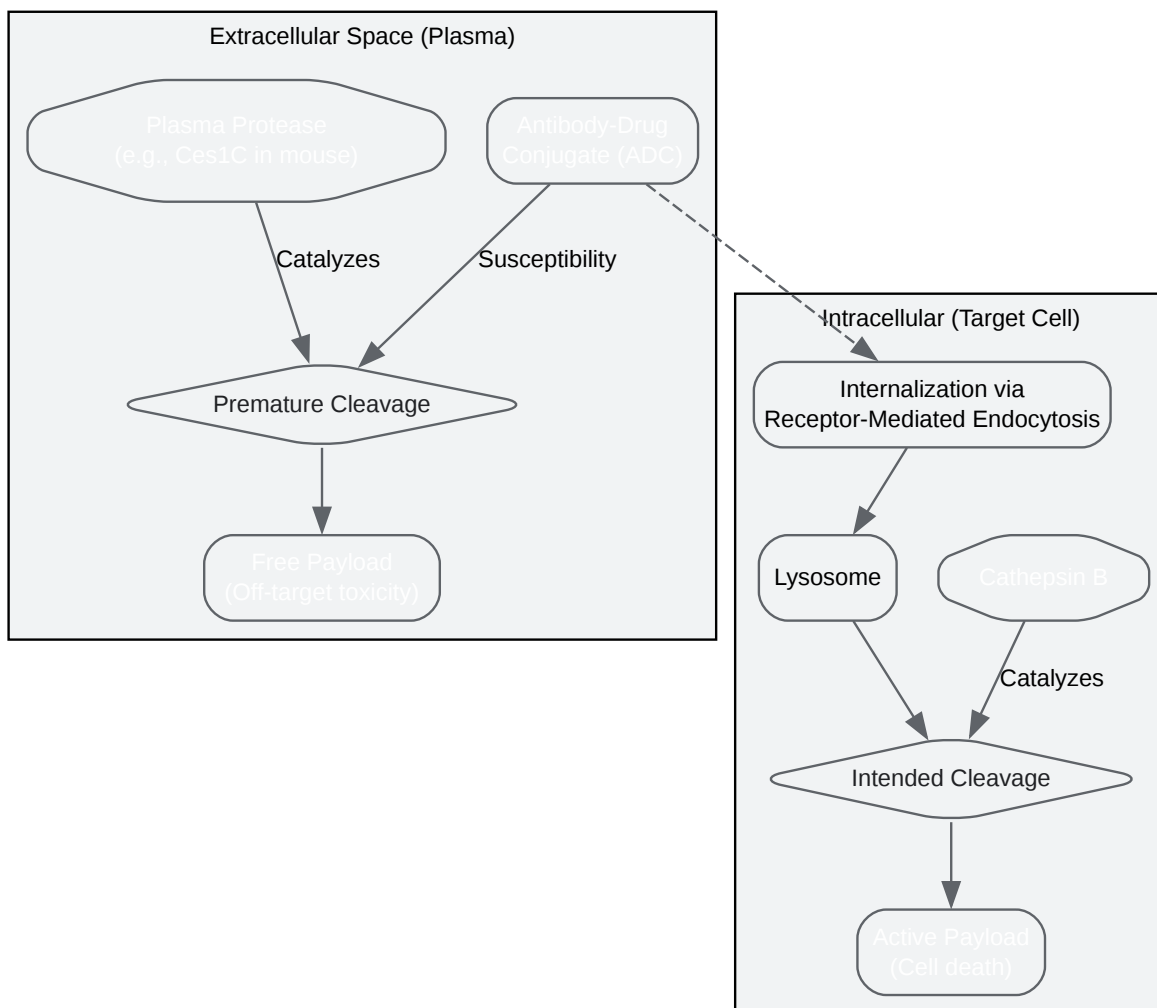 Extracellular Space (Plasma)
Plasma Protease
(e.g., Ces1C in mouse)
Antibody-Drug
Conjugate (ADC)
Catalyzes
Susceptibility
Premature Cleavage
Free Payload
(Off-target toxicity)
Intracellular (Target Cell)
Internalization via
Receptor-Mediated Endocytosis
Lysosome
Cathepsin B
Catalyzes
Intended Cleavage
Active Payload
(Cell death)